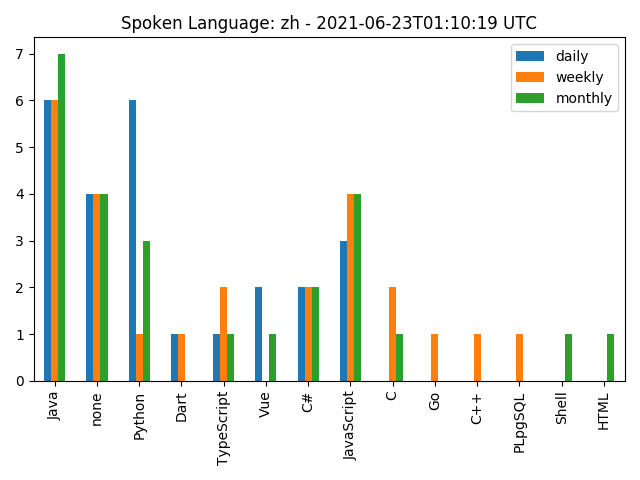 Spoken Language: zh - 2021-06-23T01:10:19 UTC
daily
weekly
monthly
7
6
5
4
3
2
1
0
Java
none
Python
Dart
TypeScript
Vue
C#
JavaScript
C
Go
C++
PLpgSQL
Shell
HTML